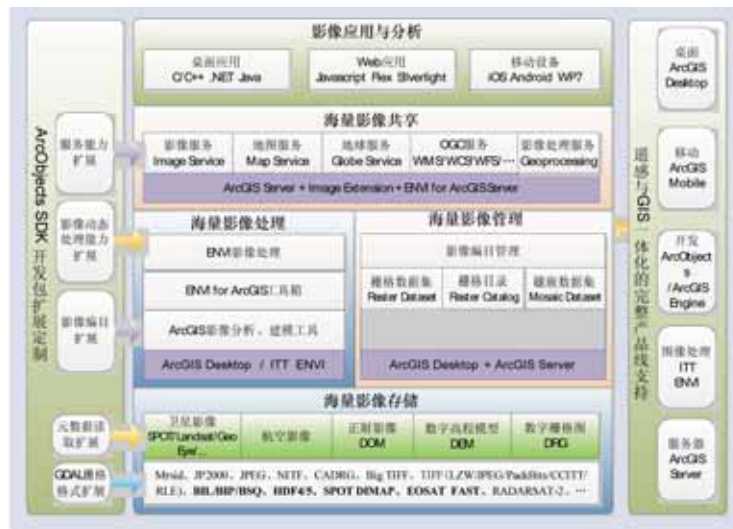 影像应用与分析
桌面应用
C/C++ .NET Java
Web应用
Javascript Flex Silverlight
移动设备
iOS Android WP7
海量影像共享
影像服务
Image Service
地图服务
Map Service
地球服务
Globe Service
OGC服务
WMS/WCS/WFS/…
影像处理服务
Geoprocessing
ArcGIS Server + Image Extension + ENVI for ArcGIS Server
海量影像处理
ENVI影像处理
ENVI for ArcGIS工具箱
ArcGIS影像分析、建模工具
ArcGIS Desktop / ITT ENVI
海量影像管理
影像编目管理
栅格数据集
Raster Dataset
栅格目录
Raster Catalog
镶嵌数据集
Mosaic Dataset
ArcGIS Desktop + ArcGIS Server
海量影像存储
卫星影像
SPOT/Landsat/Geo
Eye/...
航空影像
正射影像
DOM
数字高程模型
DEM
数字栅格图
DRG
Mrsid、JP2000、JPEG、NITF、CADRG、Big TIFF、TIFF (LZW/JPEG/PackBits/CCITT/
RLE)、BIL/BIP/BSQ、HDF4/5、SPOT DIMAP、EOSAT FAST、RADARSAT-2、…
ArcObjects SDK 开发包扩展定制
服务能力
扩展
影像动态
处理能力
扩展
影像编目
扩展
元数据读
取扩展
GDAL栅格
格式扩展
遥感与GIS一体化的完整产品线支持
桌面
ArcGIS
Desktop
移动
ArcGIS
Mobile
开发
ArcObject
s
/ArcGIS
Engine
图像处理
ITT
ENVI
服务器
ArcGIS
Server